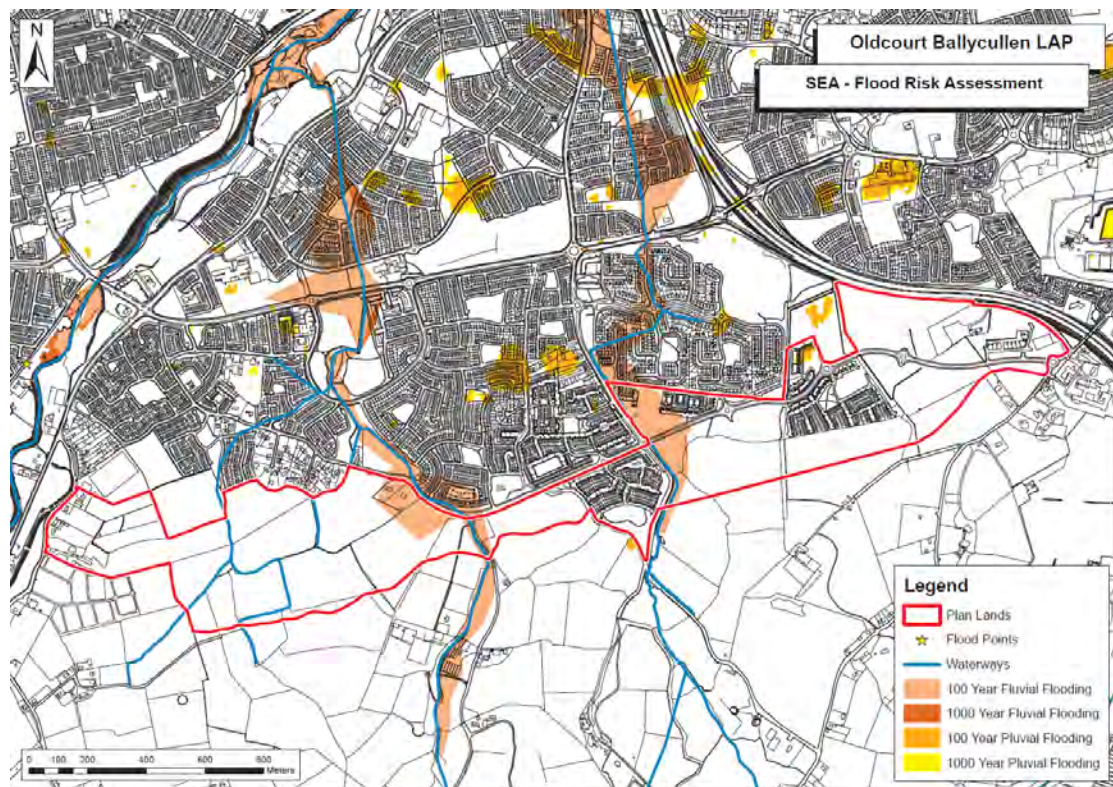 N
Oldcourt Ballycullen LAP
SEA - Flood Risk Assessment
Legend
Plan Lands
Flood Points
Waterways
100 Year Fluvial Flooding
1000 Year Fluvial Flooding
100 Year Pluvial Flooding
1000 Year Pluvial Flooding
0 100 200 400 600 800
Meters